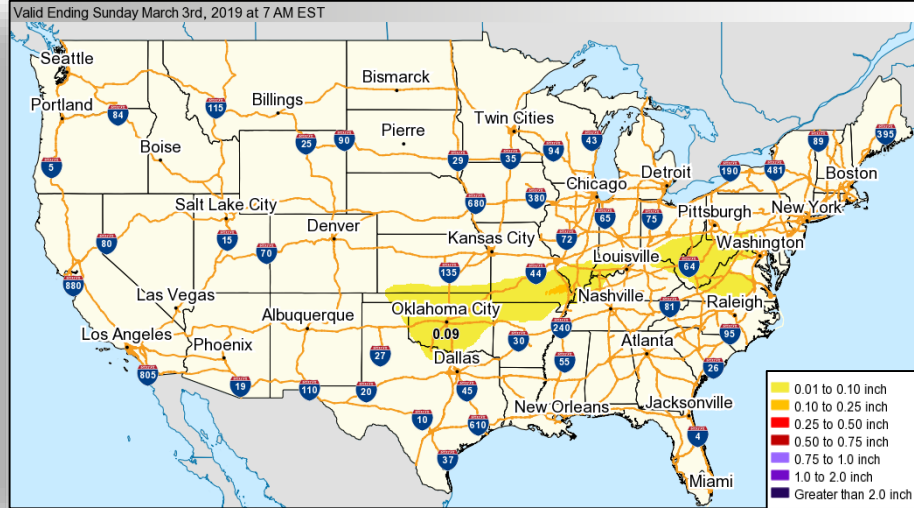 Valid Ending Sunday March 3rd, 2019 at 7 AM EST
Seattle
Portland
84
115
Billings
Bismarck
Twin Cities
43
89
395
5
Boise
25
90
Pierre
29
35
94
Detroit
190
481
Boston
Salt Lake City
680
380
Chicago
65
75
Pittsburgh
New York
80
15
70
Denver
Kansas City
72
Louisville
64
Washington
880
Las Vegas
135
44
Nashville
81
Raleigh
Los Angeles
Albuquerque
Oklahoma City
0.09
240
95
Phoenix
27
30
Atlanta
805
19
110
20
Dallas
45
55
26
10
610
New Orleans
Jacksonville
37
4
Miami
0.01 to 0.10 inch
0.10 to 0.25 inch
0.25 to 0.50 inch
0.50 to 0.75 inch
0.75 to 1.0 inch
1.0 to 2.0 inch
Greater than 2.0 inch